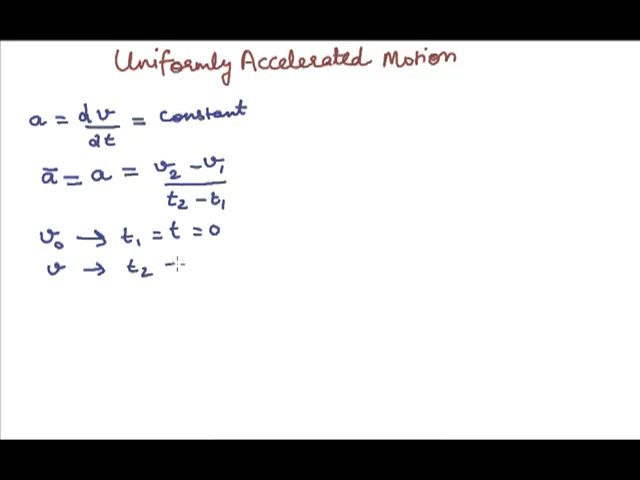 Uniformly Accelerated Motion
a = dv/dt = constant
ā = a = v₂ - v₁ / t₂ - t₁
v₀ → t₁ = t = 0
v → t₂ -